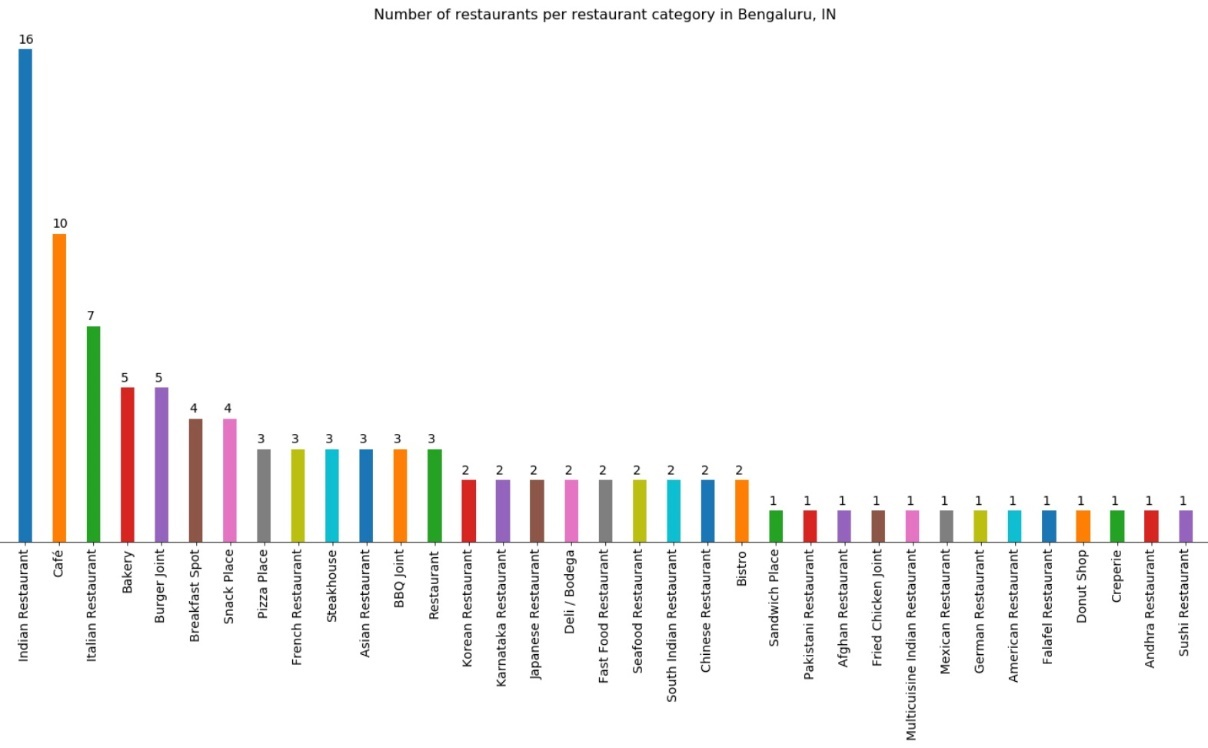 Number of restaurants per restaurant category in Bengaluru, IN
16
10
7
5
5
4
4
3
3
3
3
3
3
2
2
2
2
2
2
2
2
2
1
1
1
1
1
1
1
1
1
1
1
1
1
Indian Restaurant
Café
Italian Restaurant
Bakery
Burger Joint
Breakfast Spot
Snack Place
Pizza Place
French Restaurant
Steakhouse
Asian Restaurant
BBQ Joint
Restaurant
Korean Restaurant
Karnataka Restaurant
Japanese Restaurant
Deli / Bodega
Fast Food Restaurant
Seafood Restaurant
South Indian Restaurant
Chinese Restaurant
Bistro
Sandwich Place
Pakistani Restaurant
Afghan Restaurant
Fried Chicken Joint
Multicuisine Indian Restaurant
Mexican Restaurant
German Restaurant
American Restaurant
Falafel Restaurant
Donut Shop
Creperie
Andhra Restaurant
Sushi Restaurant